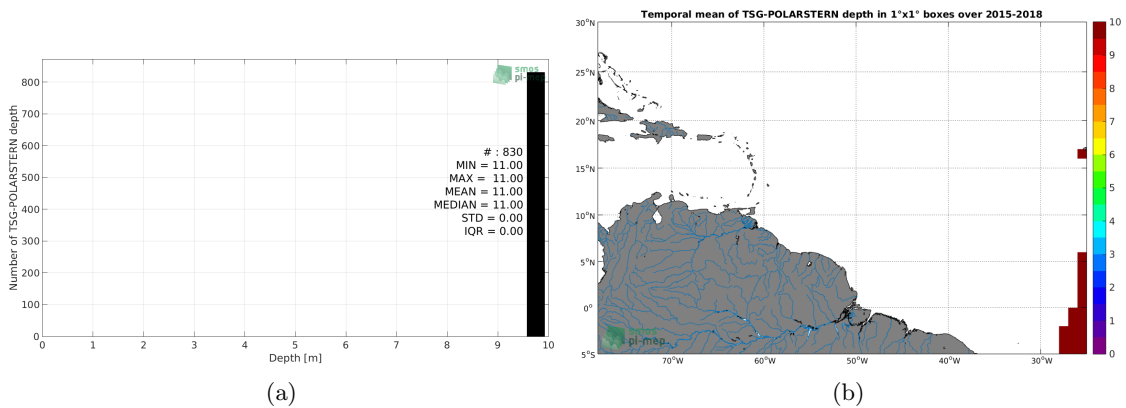 Number of TSG-POLARSTERN depth
800
700
600
500
400
300
200
100
0
smos
pi-mep
# : 830
MIN = 11.00
MAX = 11.00
MEAN = 11.00
MEDIAN = 11.00
STD = 0.00
IQR = 0.00
0 1 2 3 4 5 6 7 8 9 10
Depth [m]
(a)
Temporal mean of TSG-POLARSTERN depth in 1°x1° boxes over 2015-2018
30°N
25°N
20°N
15°N
10°N
5°N
0°
5°S
smos
pi-mep
70°W 60°W 50°W 40°W 30°W
10
9
8
7
6
5
4
3
2
1
0
(b)